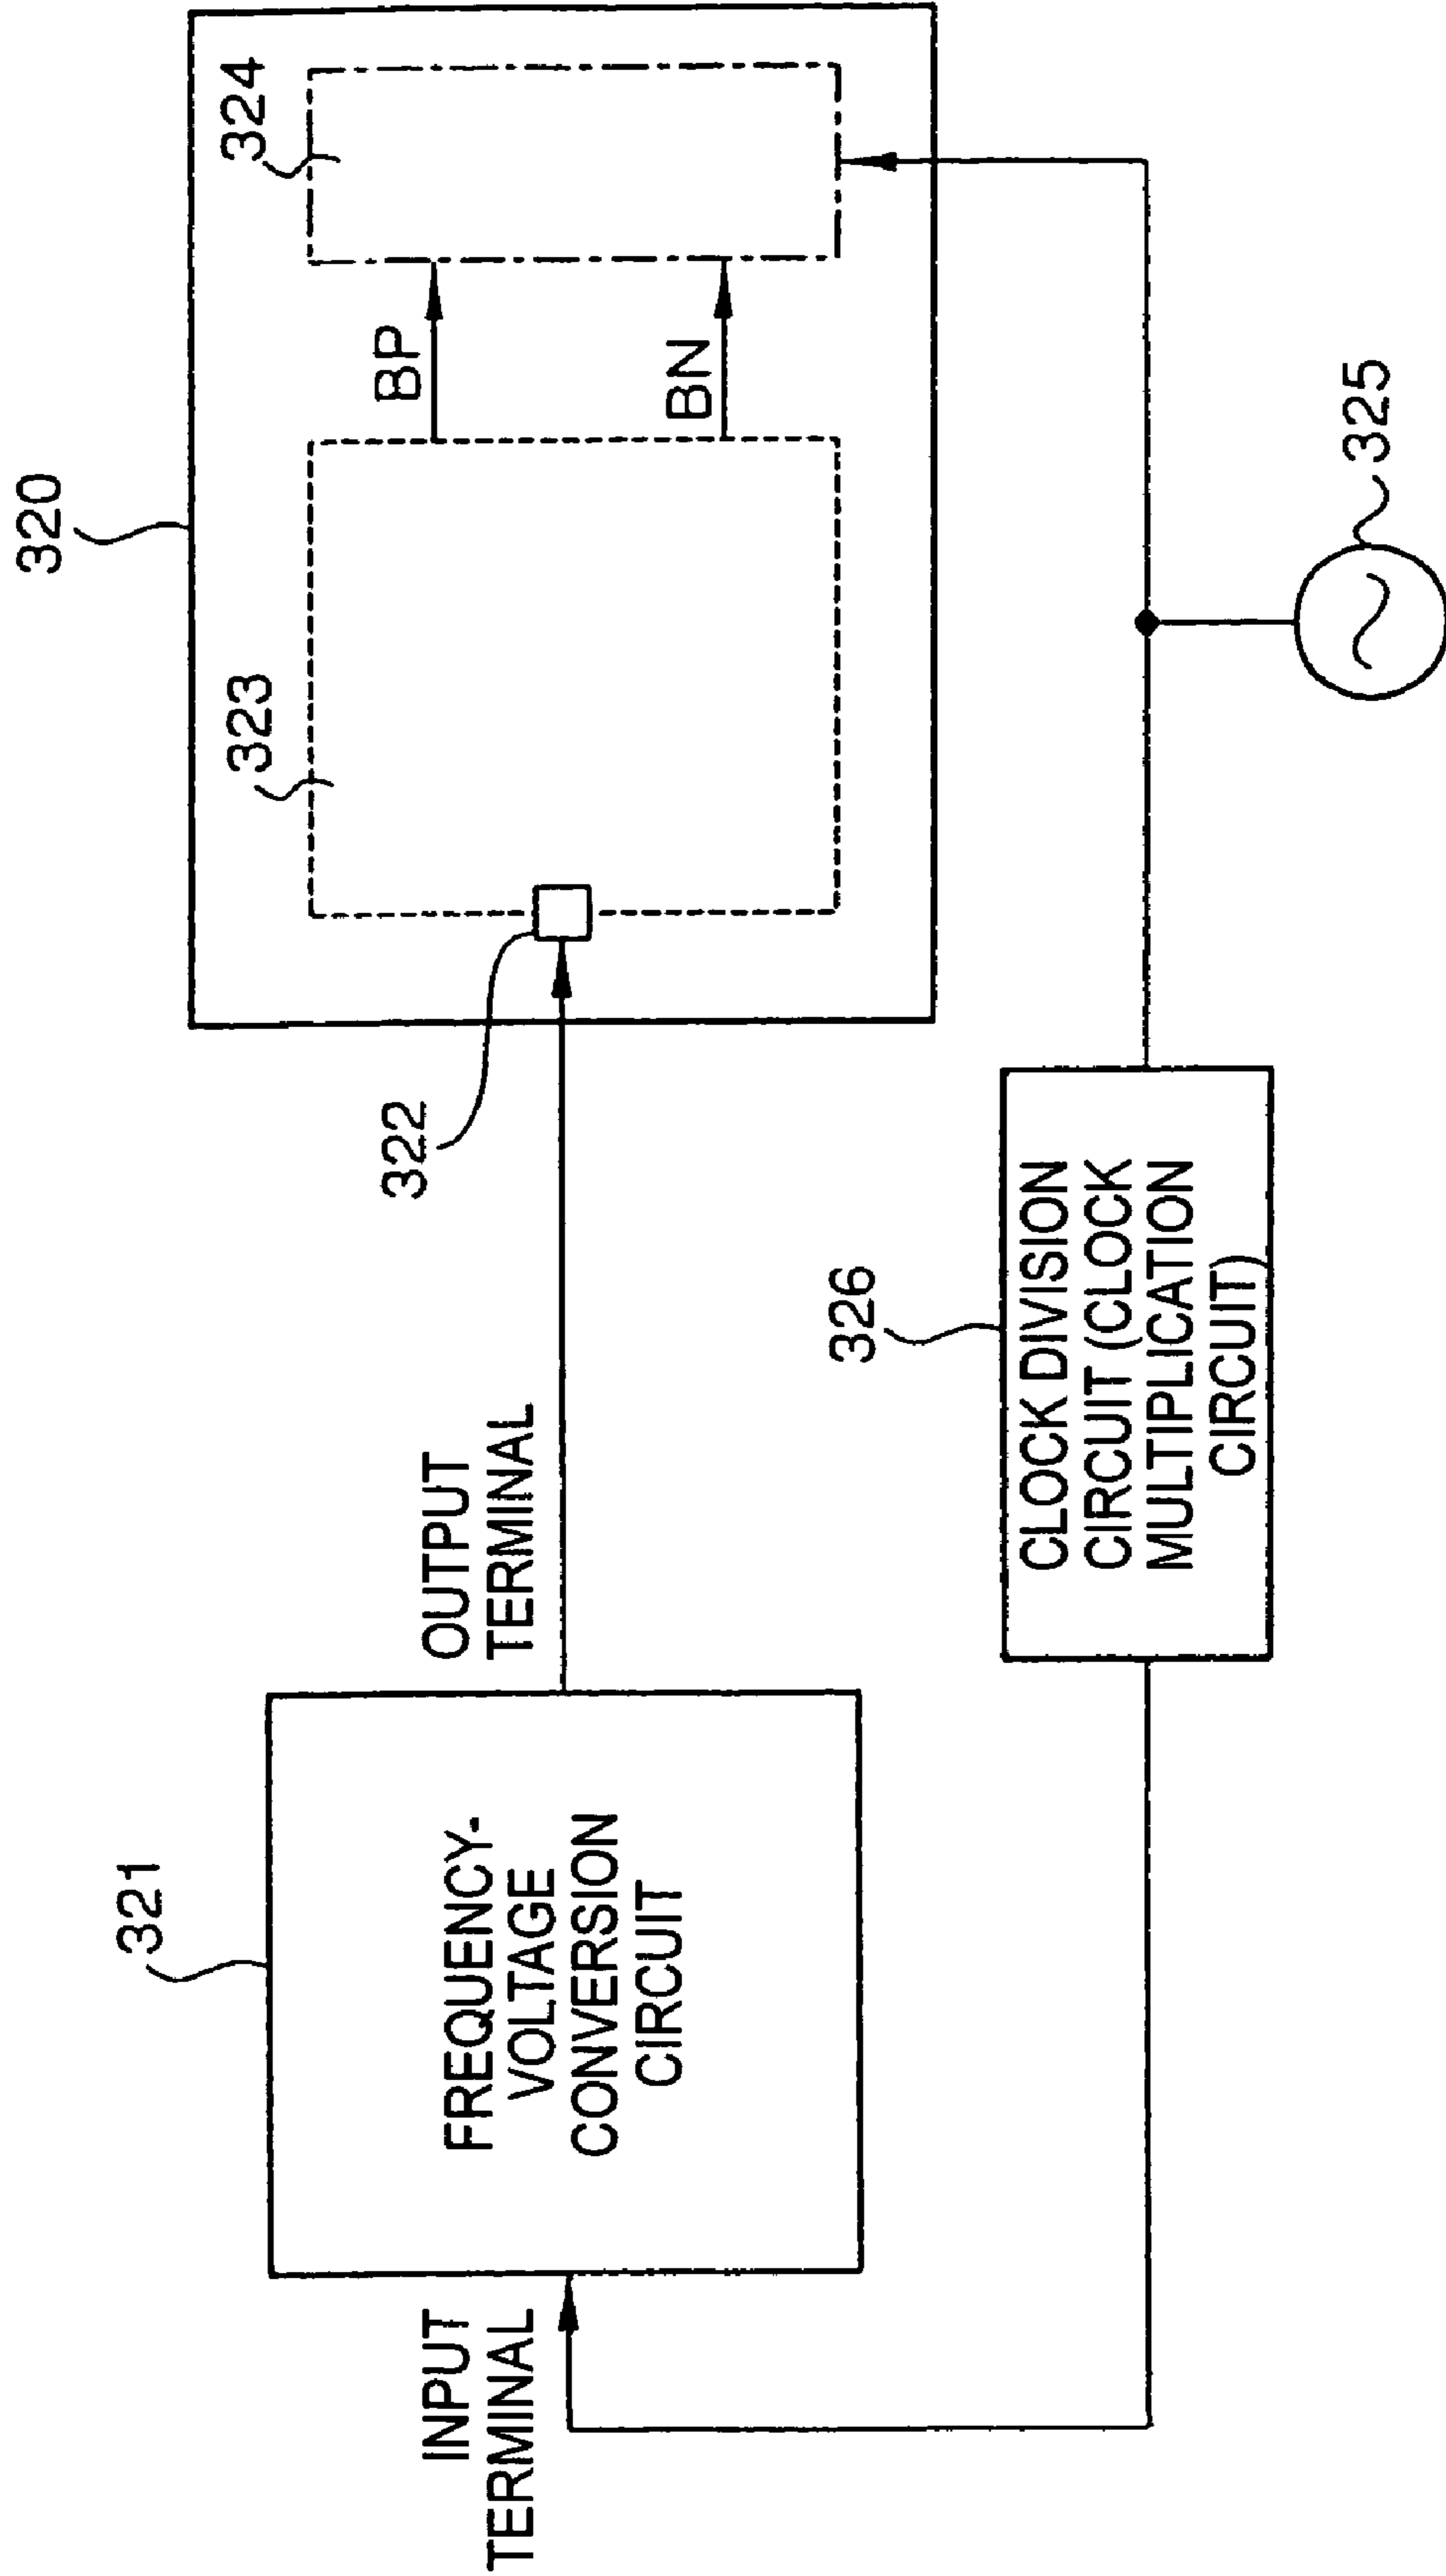 320
324
323
BP
BN
322
325
321
FREQUENCY-
VOLTAGE
CONVERSION
CIRCUIT
OUTPUT
TERMINAL
INPUT
TERMINAL
326
CLOCK DIVISION
CIRCUIT (CLOCK
MULTIPLICATION
CIRCUIT)